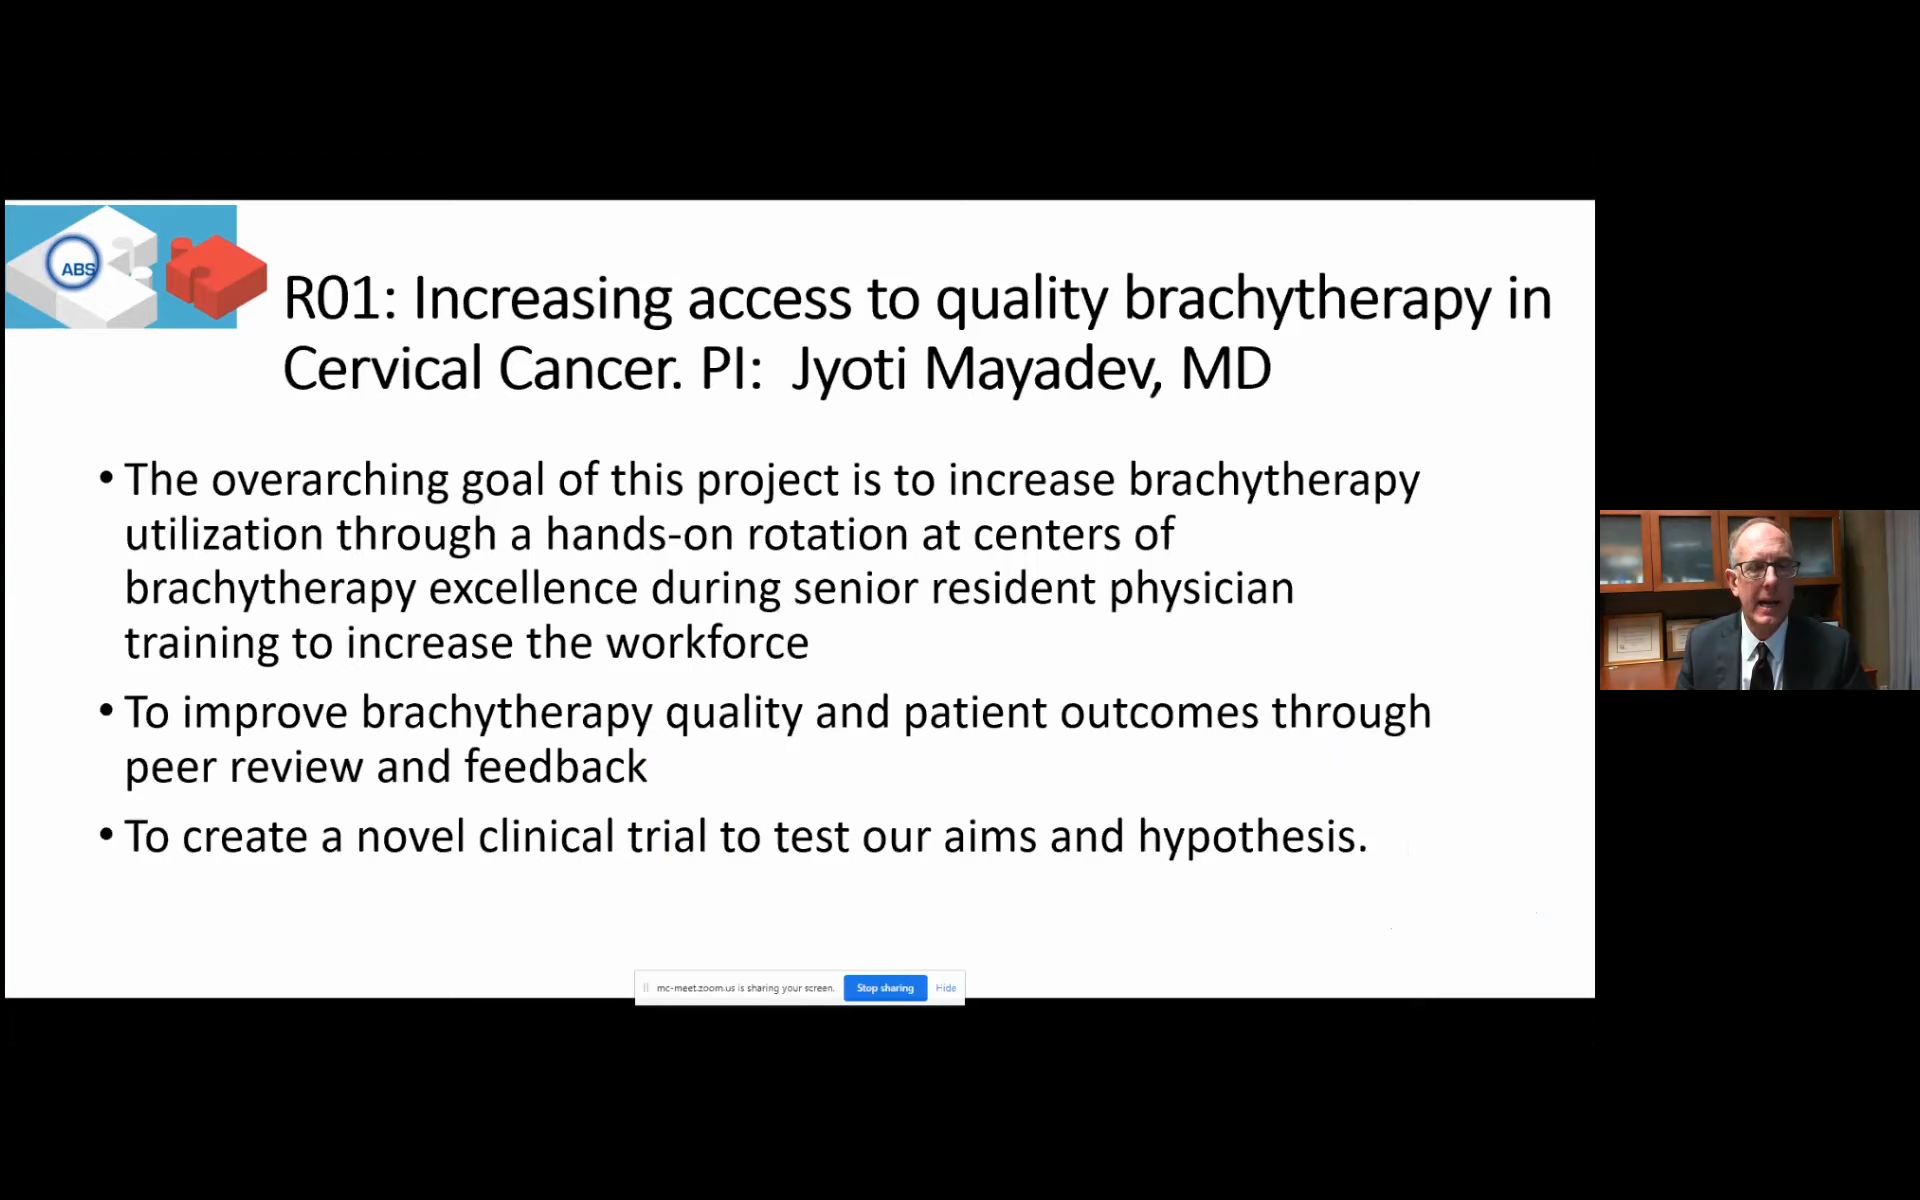 ABS
R01: Increasing access to quality brachytherapy in
Cervical Cancer. PI: Jyoti Mayadev, MD
• The overarching goal of this project is to increase brachytherapy
utilization through a hands-on rotation at centers of
brachytherapy excellence during senior resident physician
training to increase the workforce
• To improve brachytherapy quality and patient outcomes through
peer review and feedback
• To create a novel clinical trial to test our aims and hypothesis.
mc-meet.zoom.us is sharing your screen. Stop sharing Hide